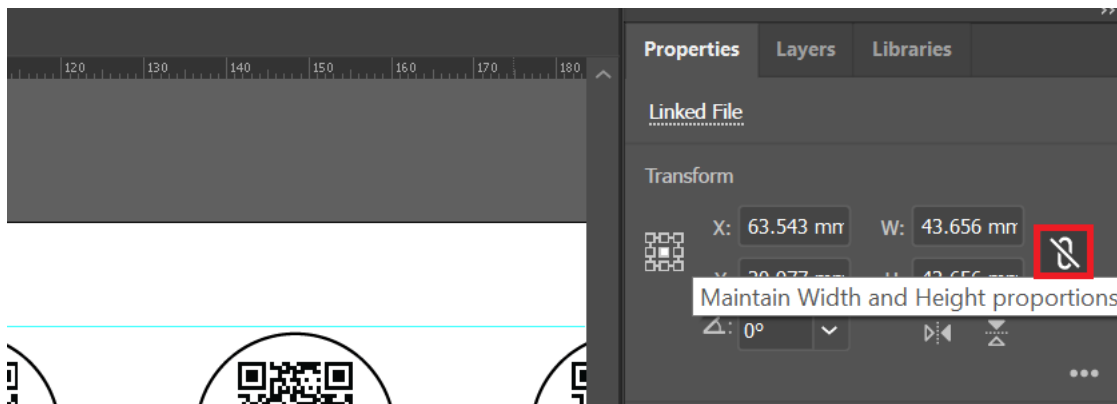 Properties Layers Libraries
120 130 140 150 160 170 180
Linked File
Transform
X: 63.543 mm W: 43.656 mm
Maintain Width and Height proportions
0°